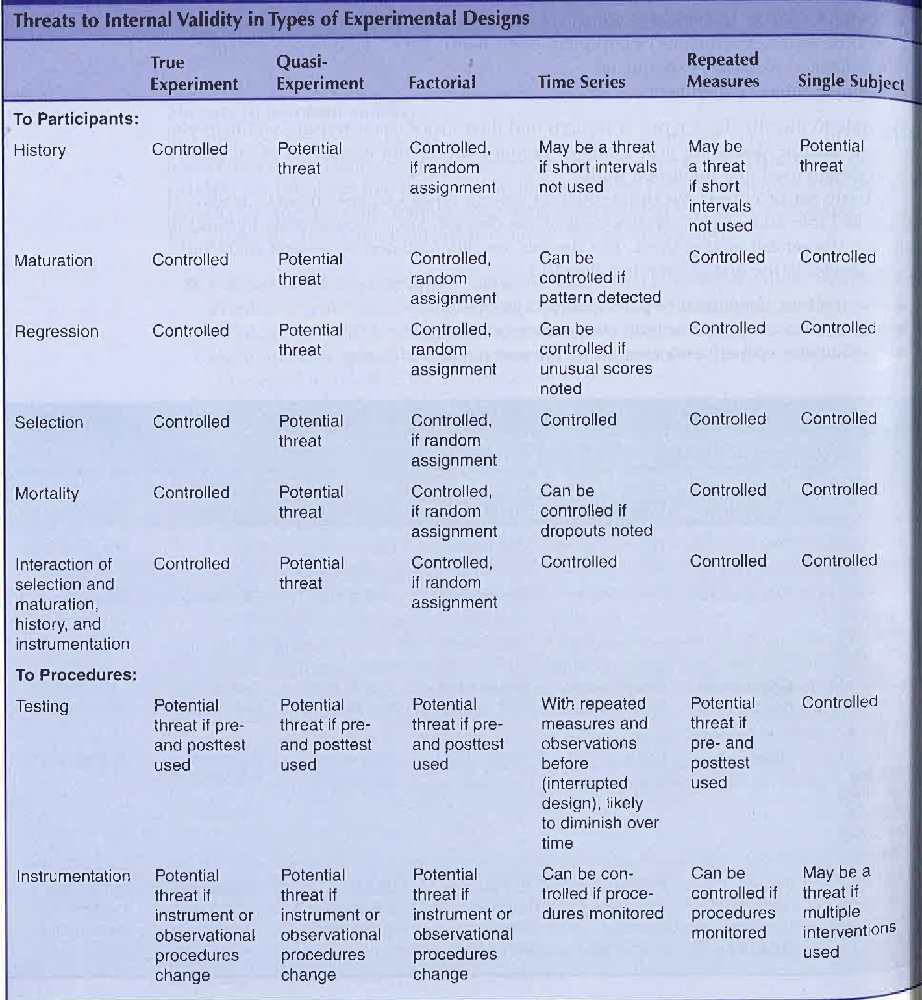 Threats to Internal Validity in Types of Experimental Designs
True Experiment
Quasi-Experiment
Factorial
Time Series
Repeated Measures
Single Subject
To Participants:
History
Controlled
Potential threat
Controlled, if random assignment
May be a threat if short intervals not used
May be a threat if short intervals not used
Potential threat
Maturation
Controlled
Potential threat
Controlled, random assignment
Can be controlled if pattern detected
Controlled
Controlled
Regression
Controlled
Potential threat
Controlled, random assignment
Can be controlled if unusual scores noted
Controlled
Controlled
Selection
Controlled
Potential threat
Controlled, if random assignment
Controlled
Controlled
Controlled
Mortality
Controlled
Potential threat
Controlled, if random assignment
Can be controlled if dropouts noted
Controlled
Controlled
Interaction of selection and maturation, history, and instrumentation
Controlled
Potential threat
Controlled, if random assignment
Controlled
Controlled
Controlled
To Procedures:
Testing
Potential threat if pre- and posttest used
Potential threat if pre- and posttest used
Potential threat if pre- and posttest used
With repeated measures and observations before (interrupted design), likely to diminish over time
Potential threat if pre- and posttest used
Controlled
Instrumentation
Potential threat if instrument or observational procedures change
Potential threat if instrument or observational procedures change
Potential threat if instrument or observational procedures change
Can be con-trolled if proce-dures monitored
Can be controlled if procedures monitored
May be a threat if multiple interventions used